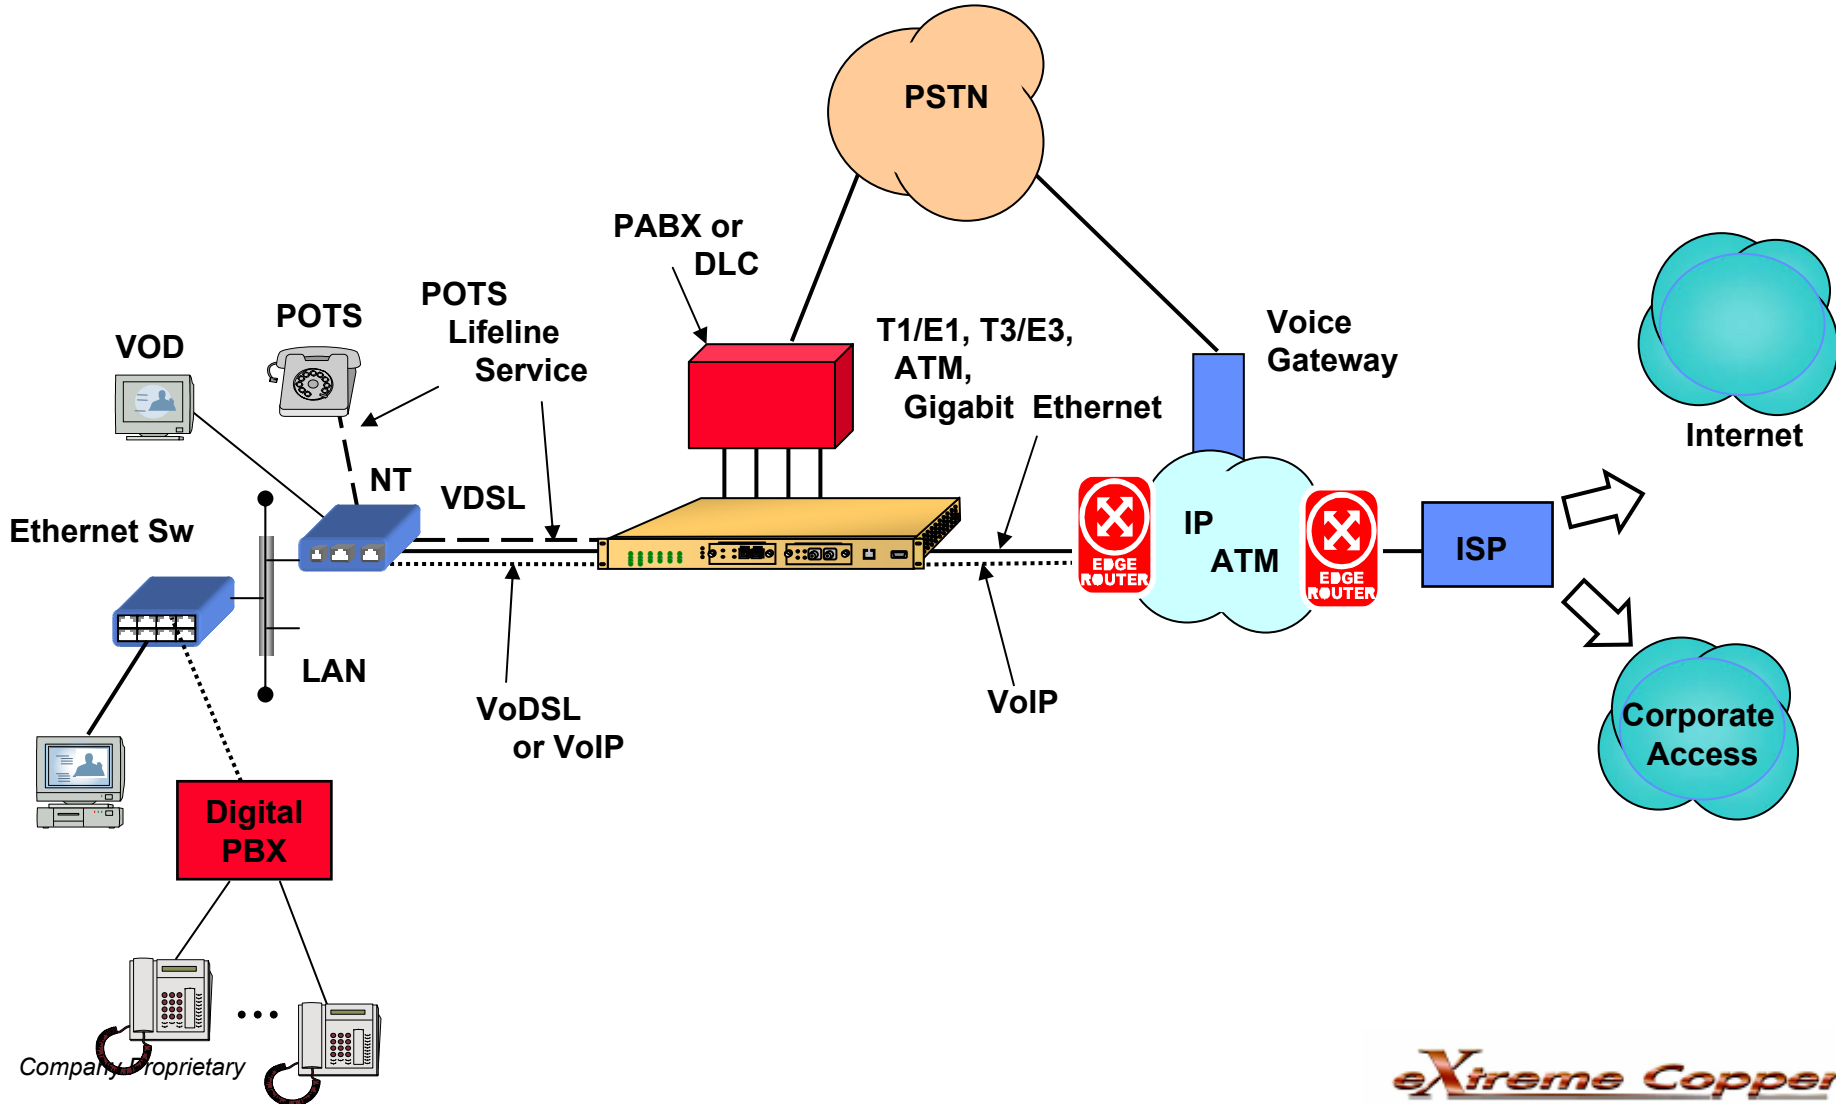 PSTN
PABX or
DLC
POTS
Lifeline
Service
POTS
VOD
T1/E1, T3/E3,
ATM,
Gigabit Ethernet
Voice
Gateway
Internet
NT
VDSL
Ethernet Sw
IP
ATM
EDGE
ROUTER
EDGE
ROUTER
ISP
LAN
VoDSL
or VoIP
VoIP
Corporate
Access
Digital
PBX
...
Company Proprietary
eXtreme Copper